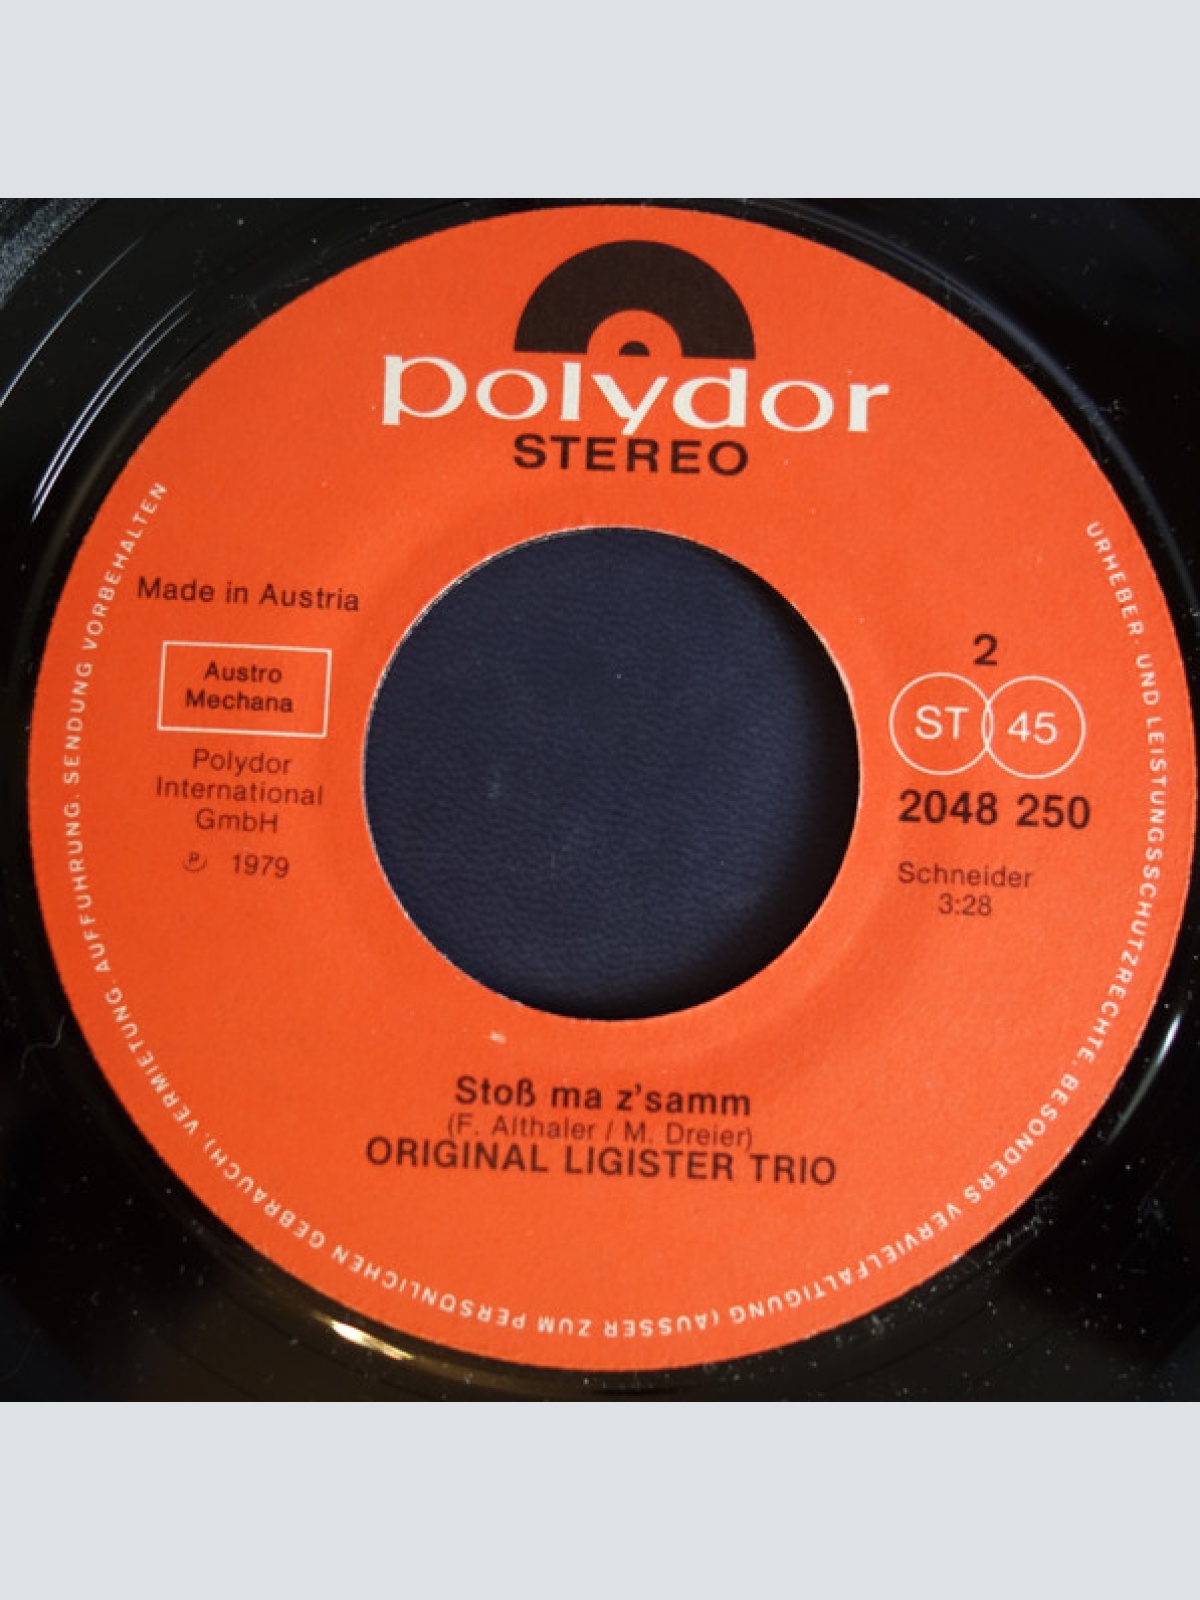 polydor
STEREO
Made in Austria
Austro
Mechana
Polydor
International
GmbH
℗ 1979
2
ST 45
2048 250
Schneider
3:28
Stoß ma z'samm
(F. Althaler / M. Dreier)
ORIGINAL LIGISTER TRIO
URHEBER- UND LEISTUNGSSCHUTZRECHTE, BESONDERS VERVIELFÄLTIGUNG (AUSSER ZUM PERSÖNLICHEN GEBRAUCH), VERMIETUNG, AUFFÜHRUNG, SENDUNG VORBEHALTEN